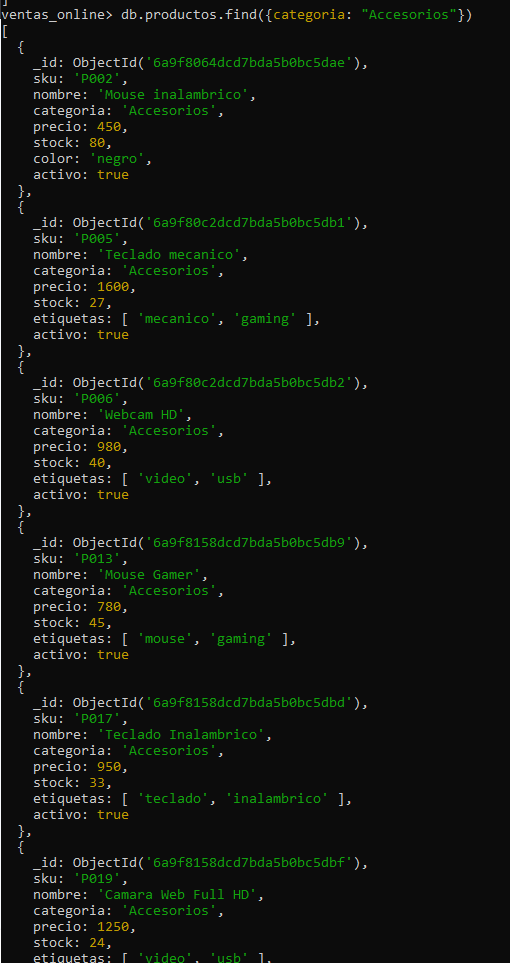 ]
ventas_online> db.productos.find({categoria: "Accesorios"})
[
  {
    _id: ObjectId('6a9f8064dcd7bda5b0bc5dae'),
    sku: 'P002',
    nombre: 'Mouse inalambrico',
    categoria: 'Accesorios',
    precio: 450,
    stock: 80,
    color: 'negro',
    activo: true
  },
  {
    _id: ObjectId('6a9f80c2dcd7bda5b0bc5db1'),
    sku: 'P005',
    nombre: 'Teclado mecanico',
    categoria: 'Accesorios',
    precio: 1600,
    stock: 27,
    etiquetas: [ 'mecanico', 'gaming' ],
    activo: true
  },
  {
    _id: ObjectId('6a9f80c2dcd7bda5b0bc5db2'),
    sku: 'P006',
    nombre: 'Webcam HD',
    categoria: 'Accesorios',
    precio: 980,
    stock: 40,
    etiquetas: [ 'video', 'usb' ],
    activo: true
  },
  {
    _id: ObjectId('6a9f8158dcd7bda5b0bc5db9'),
    sku: 'P013',
    nombre: 'Mouse Gamer',
    categoria: 'Accesorios',
    precio: 780,
    stock: 45,
    etiquetas: [ 'mouse', 'gaming' ],
    activo: true
  },
  {
    _id: ObjectId('6a9f8158dcd7bda5b0bc5dbd'),
    sku: 'P017',
    nombre: 'Teclado Inalambrico',
    categoria: 'Accesorios',
    precio: 950,
    stock: 33,
    etiquetas: [ 'teclado', 'inalambrico' ],
    activo: true
  },
  {
    _id: ObjectId('6a9f8158dcd7bda5b0bc5dbf'),
    sku: 'P019',
    nombre: 'Camara Web Full HD',
    categoria: 'Accesorios',
    precio: 1250,
    stock: 24,
    etiquetas: [ 'video', 'usb' ],